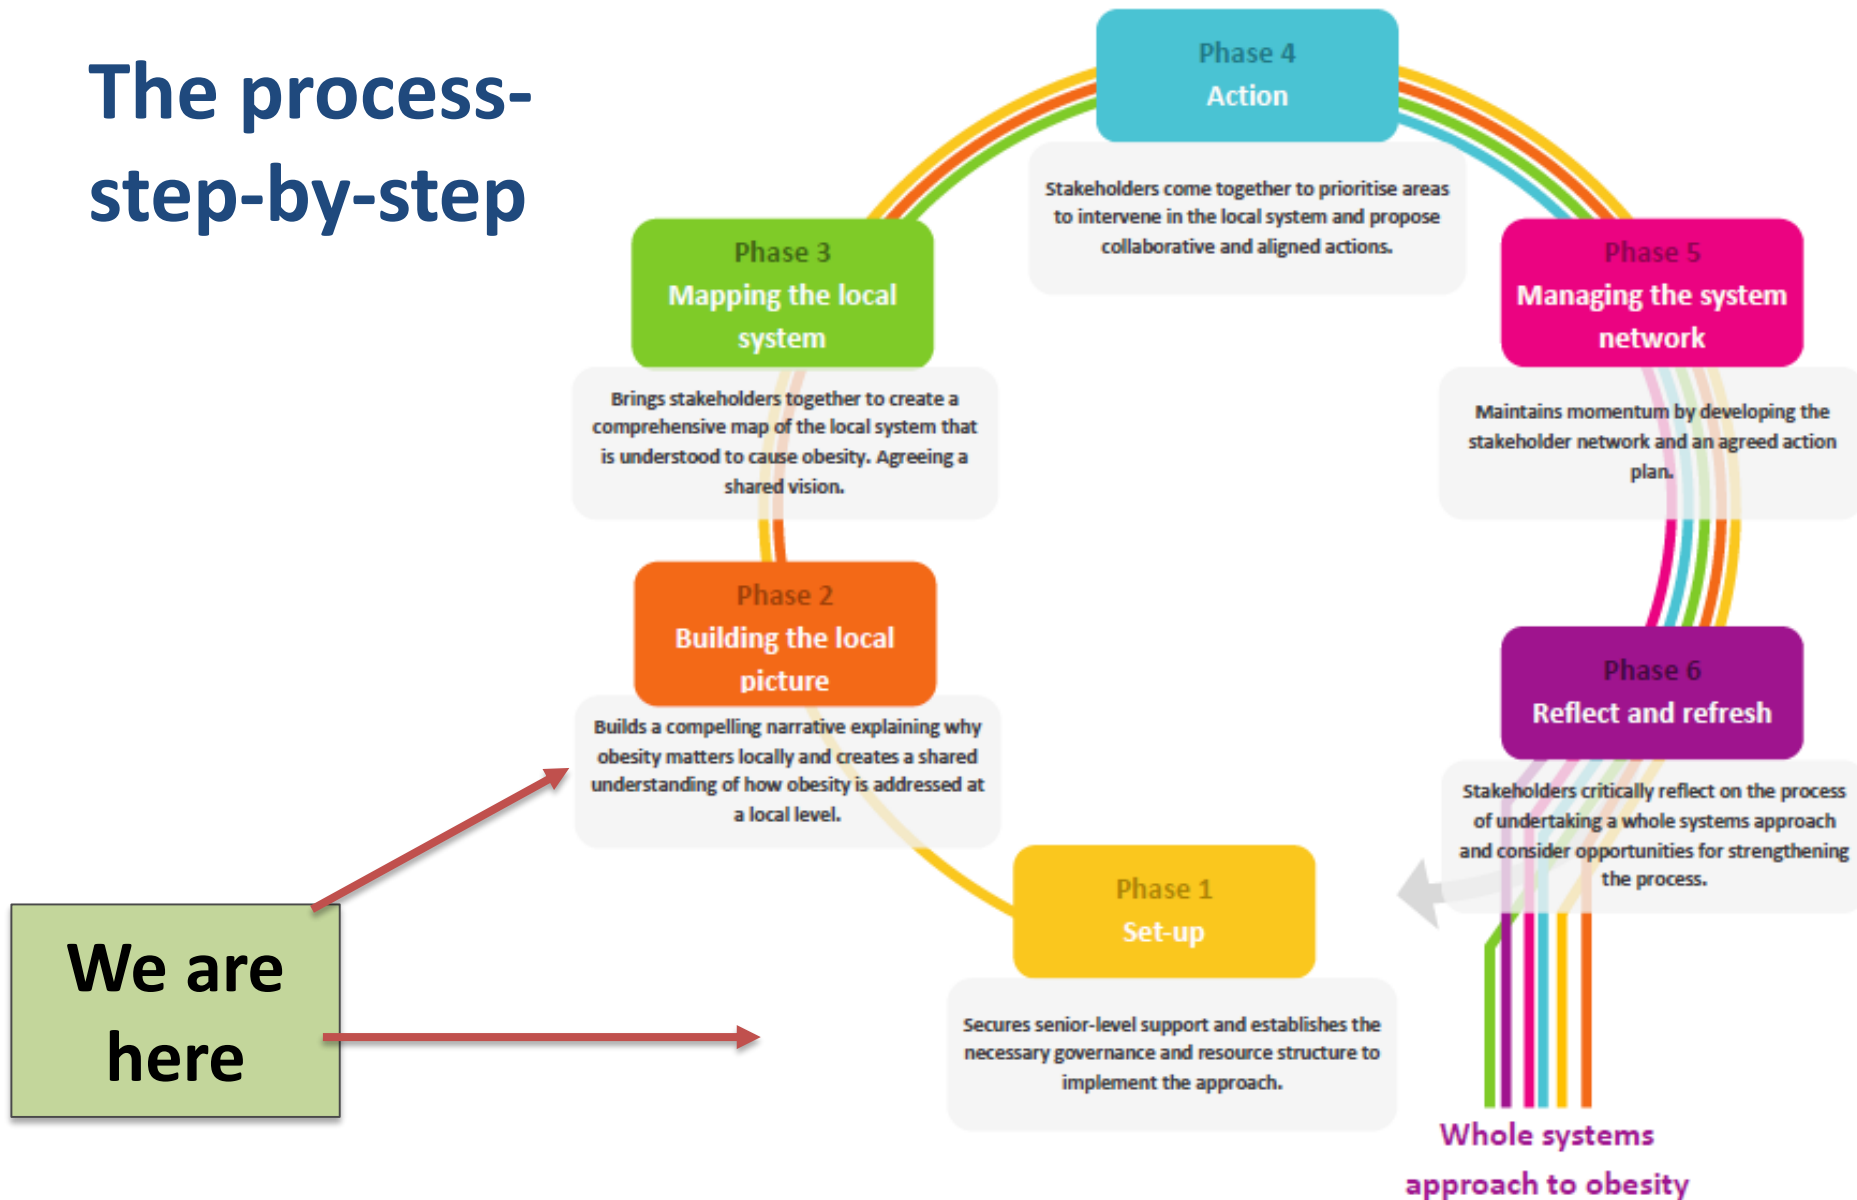 The process-
step-by-step
Phase 4
Action
Stakeholders come together to prioritise areas
to intervene in the local system and propose
collaborative and aligned actions.
Phase 3
Mapping the local
system
Brings stakeholders together to create a
comprehensive map of the local system that
is understood to cause obesity. Agreeing a
shared vision.
Phase 5
Managing the system
network
Maintains momentum by developing the
stakeholder network and an agreed action
plan.
Phase 2
Building the local
picture
Builds a compelling narrative explaining why
obesity matters locally and creates a shared
understanding of how obesity is addressed at
a local level.
Phase 6
Reflect and refresh
Stakeholders critically reflect on the process
of undertaking a whole systems approach
and consider opportunities for strengthening
the process.
Phase 1
Set-up
Secures senior-level support and establishes the
necessary governance and resource structure to
implement the approach.
We are
here
Whole systems
approach to obesity